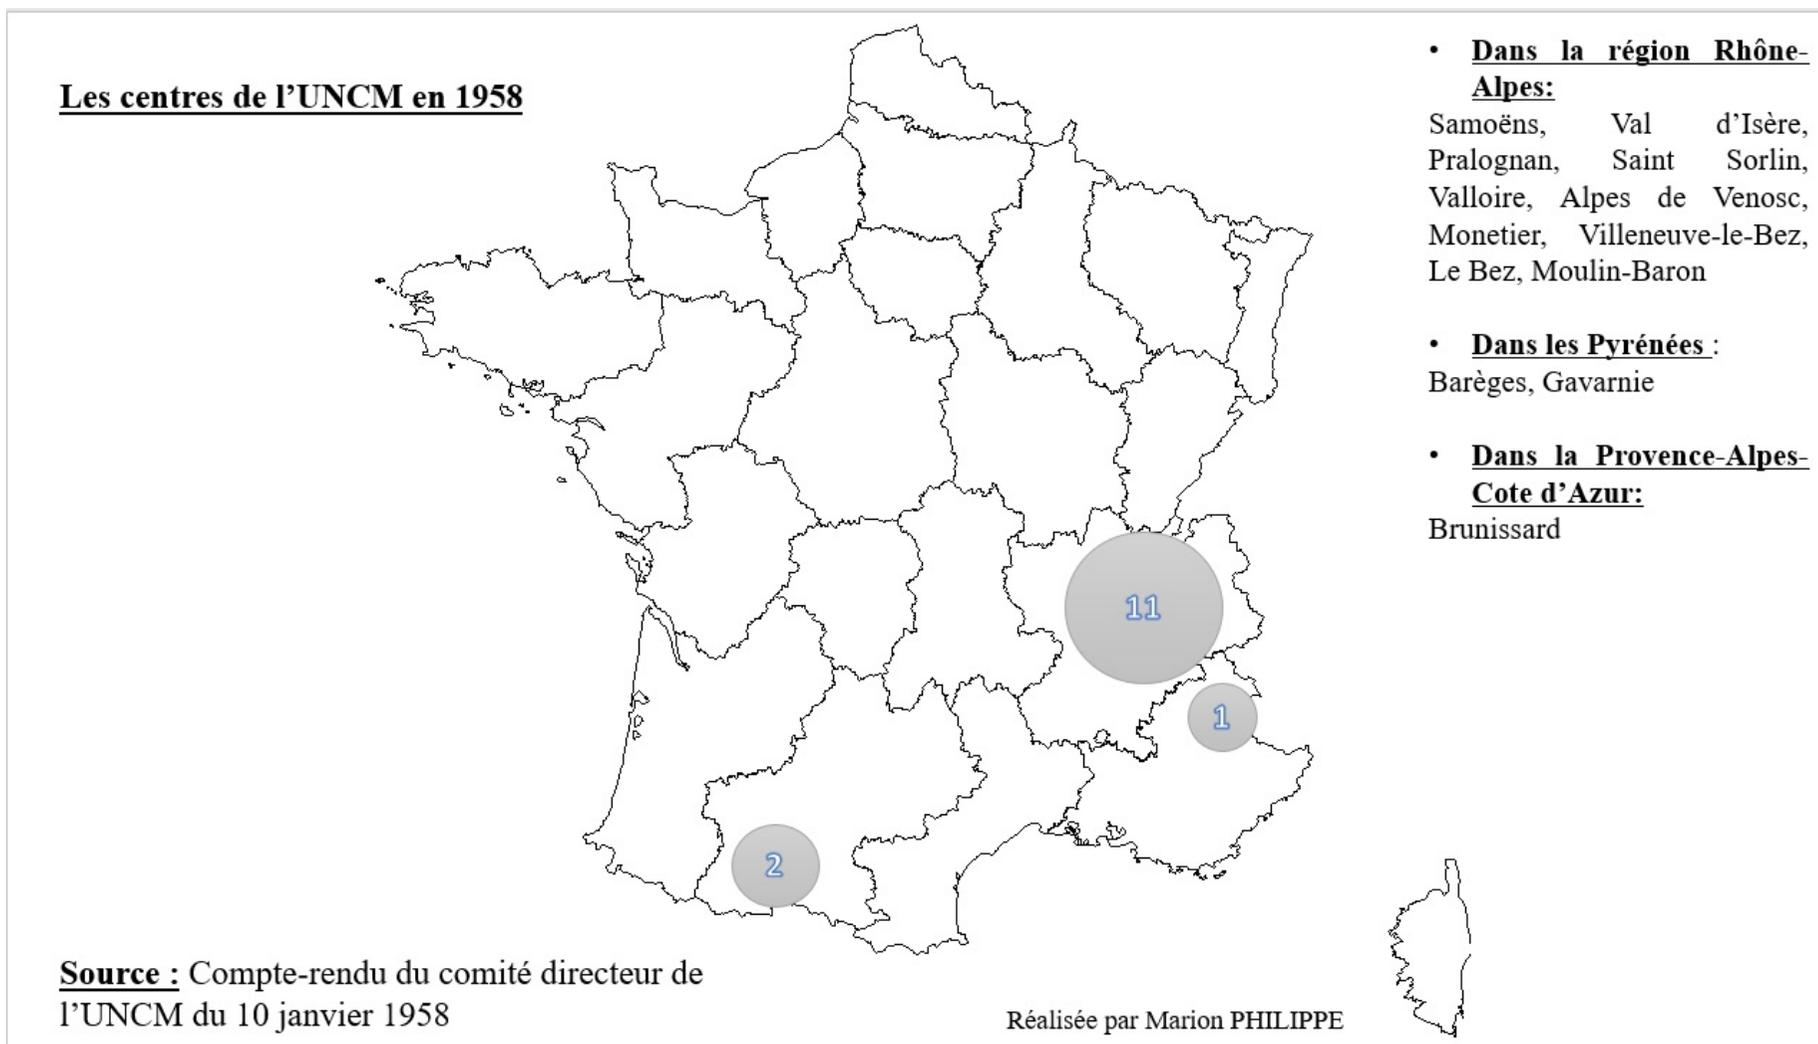 Les centres de l’UNCM en 1958
• Dans la région Rhône-
Alpes:
Samoëns, Val d’Isère,
Pralognan, Saint Sorlin,
Valloire, Alpes de Venosc,
Monetier, Villeneuve-le-Bez,
Le Bez, Moulin-Baron
• Dans les Pyrénées :
Barèges, Gavarnie
• Dans la Provence-Alpes-
Cote d’Azur:
Brunissard
11
1
2
Source : Compte-rendu du comité directeur de
l’UNCM du 10 janvier 1958
Réalisée par Marion PHILIPPE